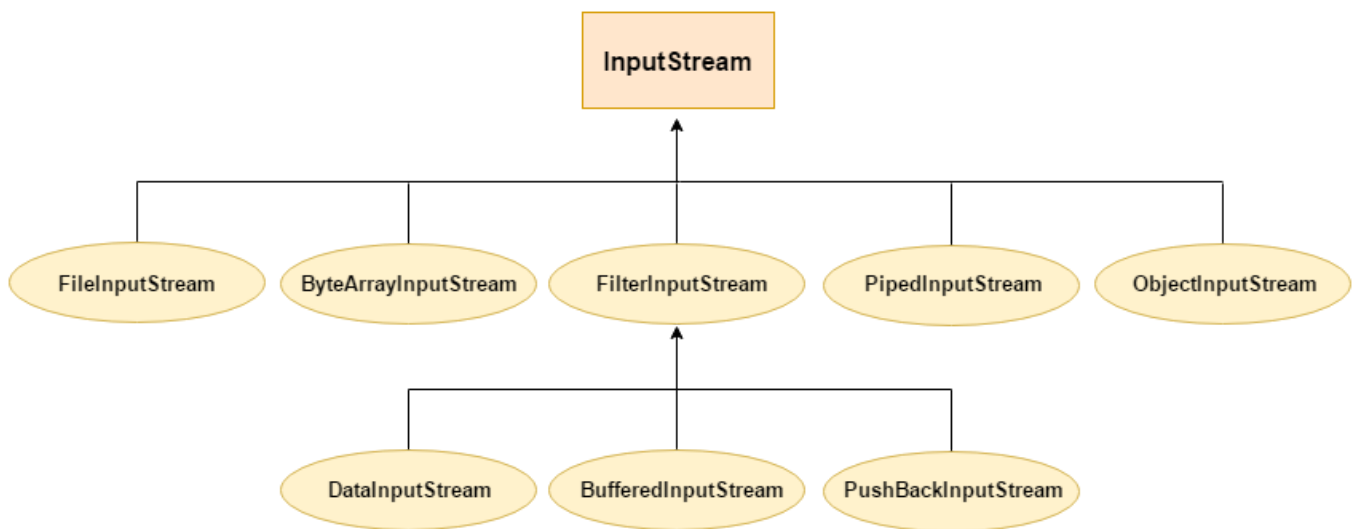 InputStream
FileInputStream
ByteArrayInputStream
FilterInputStream
PipedInputStream
ObjectInputStream
DataInputStream
BufferedInputStream
PushBackInputStream